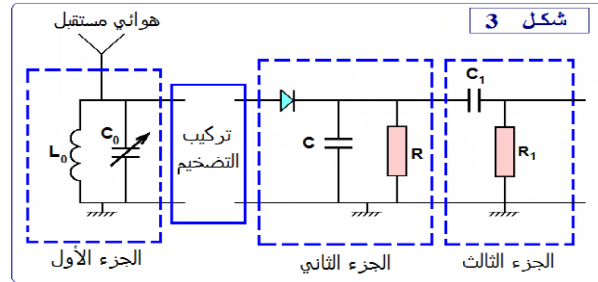 شكل 3
هوائي مستقبل
L0
C0
تركيب
التضخيم
C
R
C1
R1
الجزء الأول
الجزء الثاني
الجزء الثالث